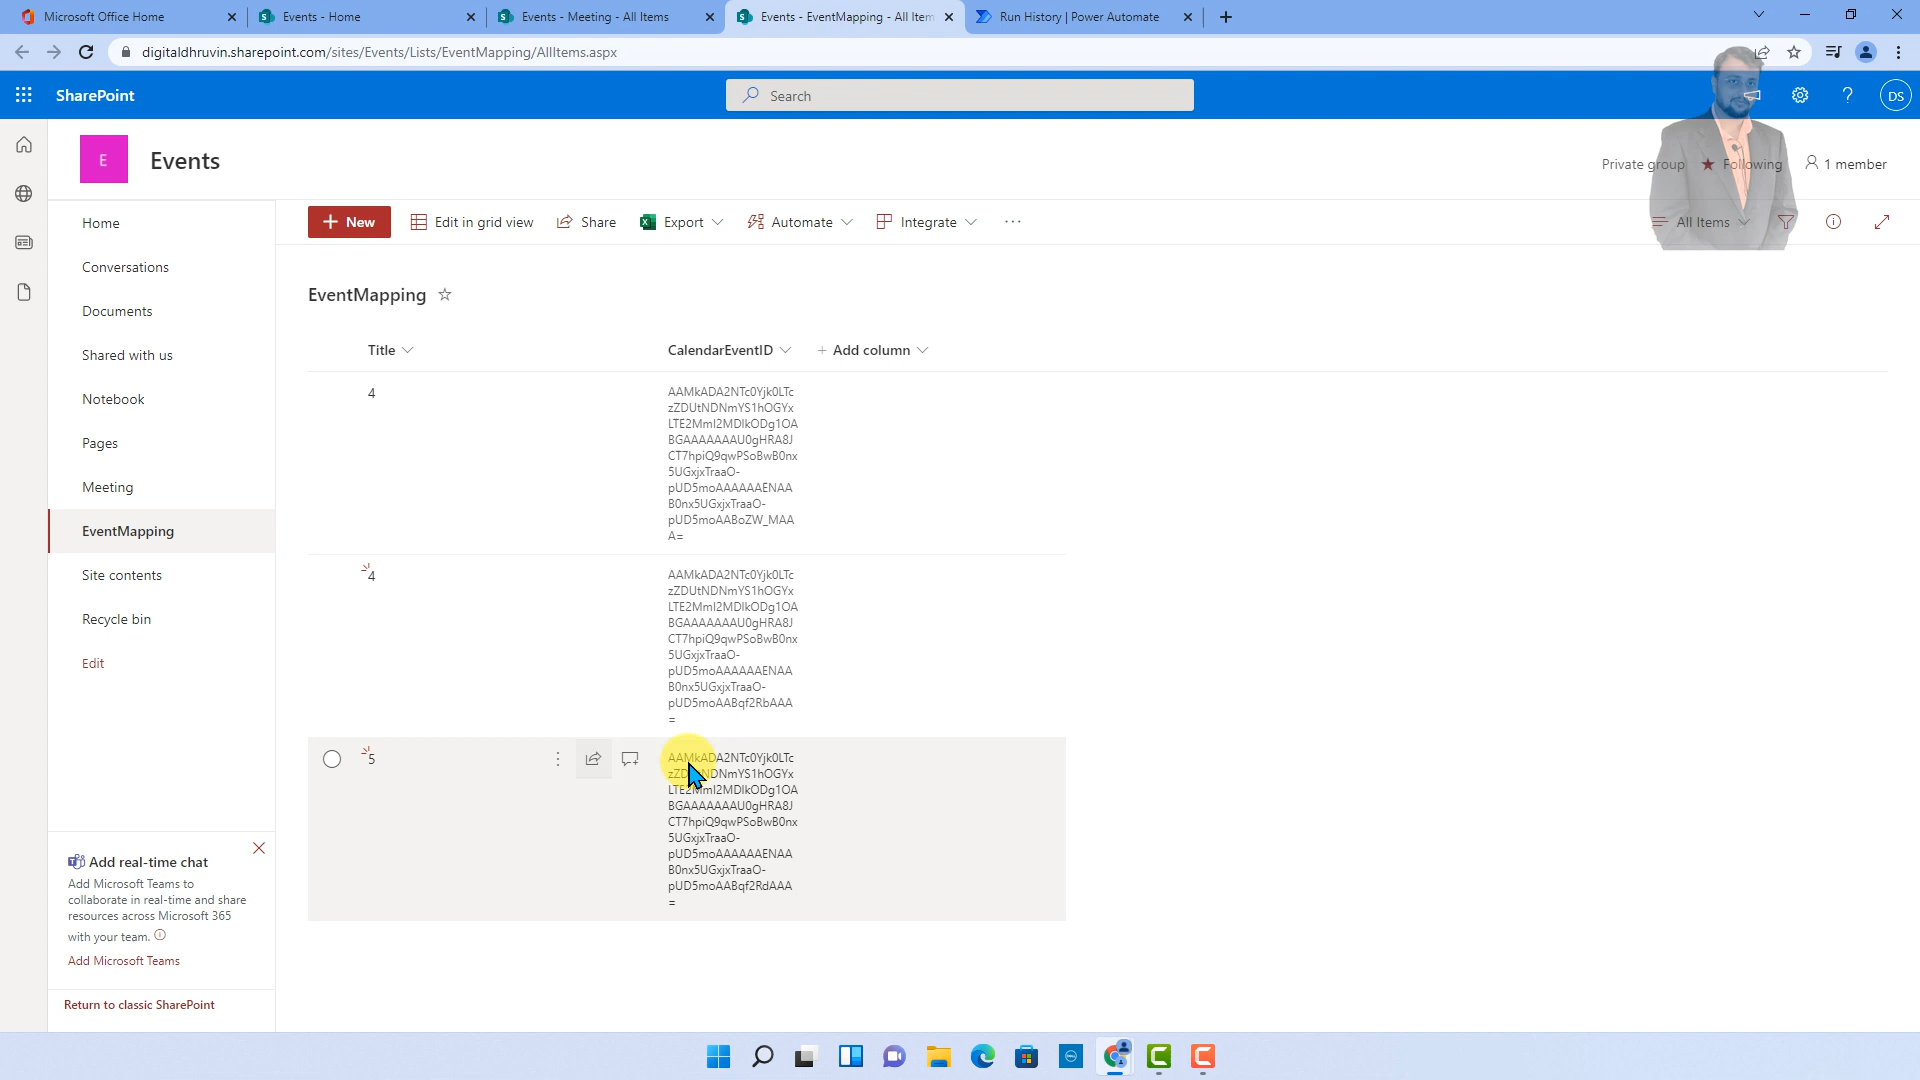 Microsoft Office Home
Events - Home
Events - Meeting - All Items
Events - EventMapping - All Item
Run History | Power Automate
digitaldhruvin.sharepoint.com/sites/Events/Lists/EventMapping/AllItems.aspx
SharePoint
Search
DS
E
Events
Private group
Following
1 member
Home
Conversations
Documents
Shared with us
Notebook
Pages
Meeting
EventMapping
Site contents
Recycle bin
Edit
New
Edit in grid view
Share
Export
Automate
Integrate
All Items
EventMapping
Title
CalendarEventID
Add column
4
AAMkADA2NTc0Yjk0LTc
zZDUtNDNmYS1hOGYx
LTE2MmI2MDlkODg1OA
BGAAAAAAAU0gHRA8J
CT7hpiQ9qwPSoBwB0nx
5UGxjxTraaO-
pUD5moAAAAAAENAA
B0nx5UGxjxTraaO-
pUD5moAABoZW_MAA
A=
4
AAMkADA2NTc0Yjk0LTc
zZDUtNDNmYS1hOGYx
LTE2MmI2MDlkODg1OA
BGAAAAAAAU0gHRA8J
CT7hpiQ9qwPSoBwB0nx
5UGxjxTraaO-
pUD5moAAAAAAENAA
B0nx5UGxjxTraaO-
pUD5moAABqf2RbAAA
=
5
AAMkADA2NTc0Yjk0LTc
zZDUtNDNmYS1hOGYx
LTE2MmI2MDlkODg1OA
BGAAAAAAAU0gHRA8J
CT7hpiQ9qwPSoBwB0nx
5UGxjxTraaO-
pUD5moAAAAAAENAA
B0nx5UGxjxTraaO-
pUD5moAABqf2RdAAA
=
Add real-time chat
Add Microsoft Teams to
collaborate in real-time and share
resources across Microsoft 365
with your team.
Add Microsoft Teams
Return to classic SharePoint